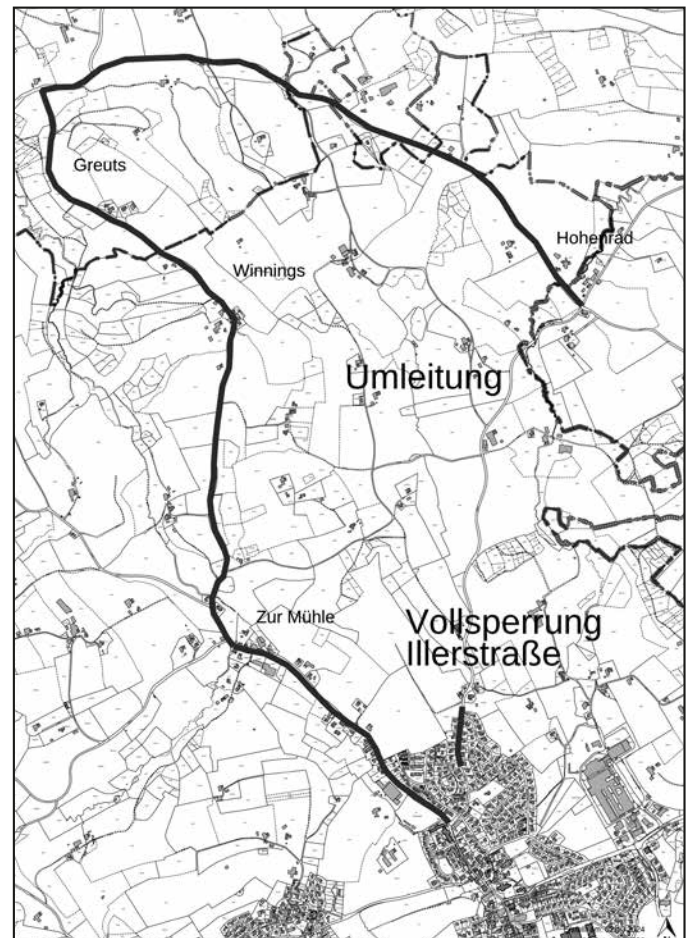 Greuts
Hohenrad
Winnings
Umleitung
Zur Mühle
Vollsperrung
Illerstraße